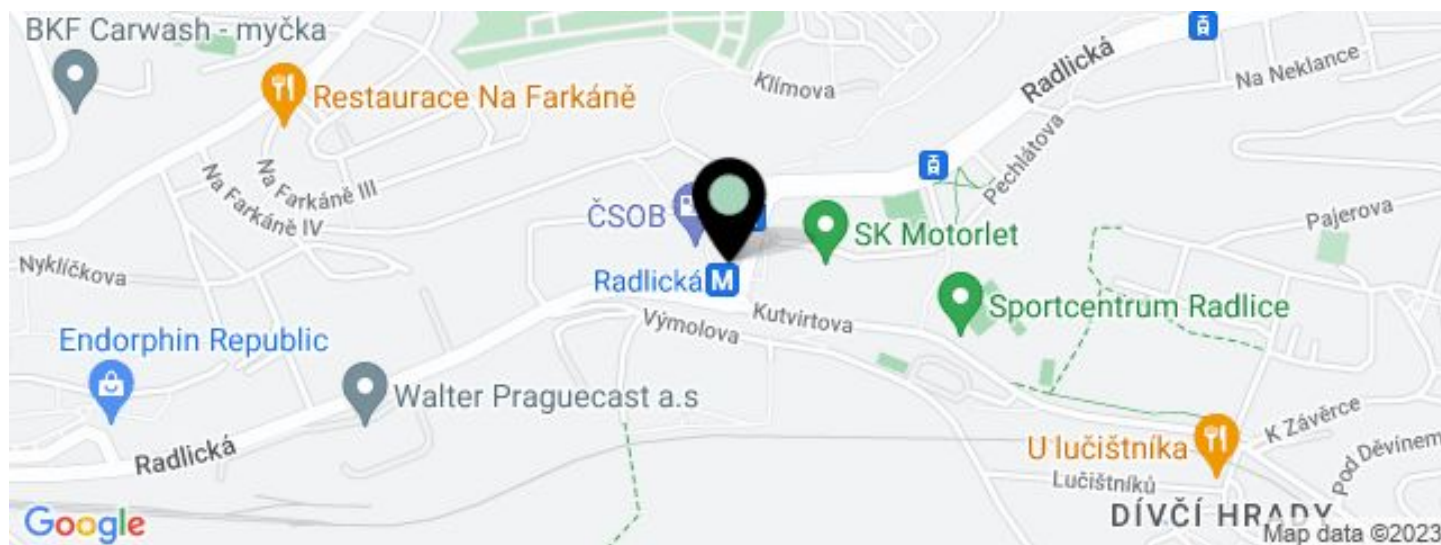 BKF Carwash - myčka
Restaurace Na Farkáně
Klímova
Radlická
Na Neklance
Pechlátova
Na Farkáně III
Na Farkáně IV
ČSOB
SK Motorlet
Pajerova
Nyklíčkova
Radlická
M
Sportcentrum Radlice
Kutvirtova
Výmolova
Endorphin Republic
Walter Praguecast a.s
Radlická
U lučištníka
K Závěrce
Pod Děvínem
Lučištníků
DÍVČÍ HRADY
Google
Map data ©2023